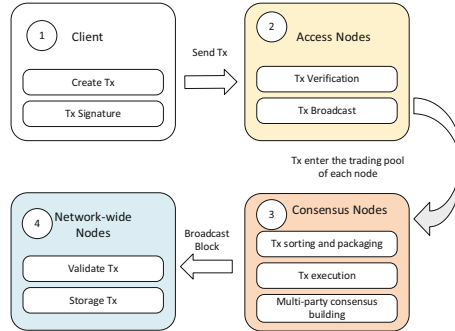 1
Client
Create Tx
Tx Signature
Send Tx
2
Access Nodes
Tx Verification
Tx Broadcast
Tx enter the trading pool
of each node
3
Consensus Nodes
Tx sorting and packaging
Tx execution
Multi-party consensus
building
Broadcast
Block
4
Network-wide
Nodes
Validate Tx
Storage Tx